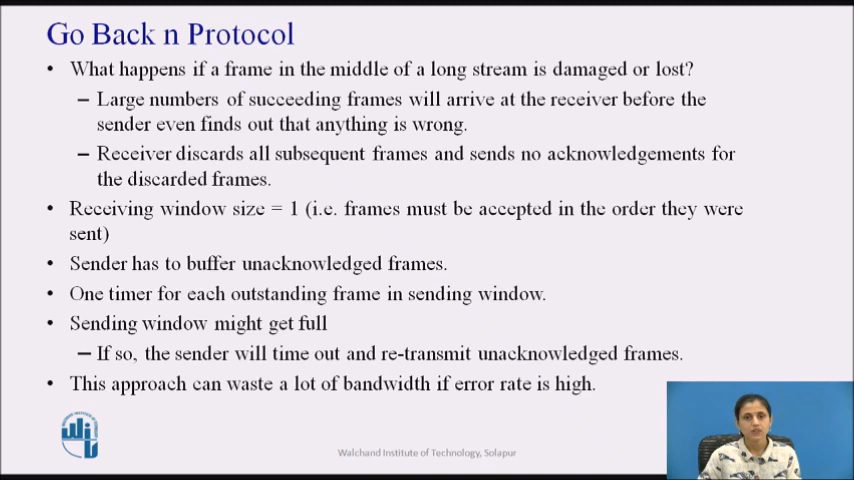 Go Back n Protocol
• What happens if a frame in the middle of a long stream is damaged or lost?
– Large numbers of succeeding frames will arrive at the receiver before the
sender even finds out that anything is wrong.
– Receiver discards all subsequent frames and sends no acknowledgements for
the discarded frames.
• Receiving window size = 1 (i.e. frames must be accepted in the order they were
sent)
• Sender has to buffer unacknowledged frames.
• One timer for each outstanding frame in sending window.
• Sending window might get full
– If so, the sender will time out and re-transmit unacknowledged frames.
• This approach can waste a lot of bandwidth if error rate is high.
Walchand Institute of Technology, Solapur